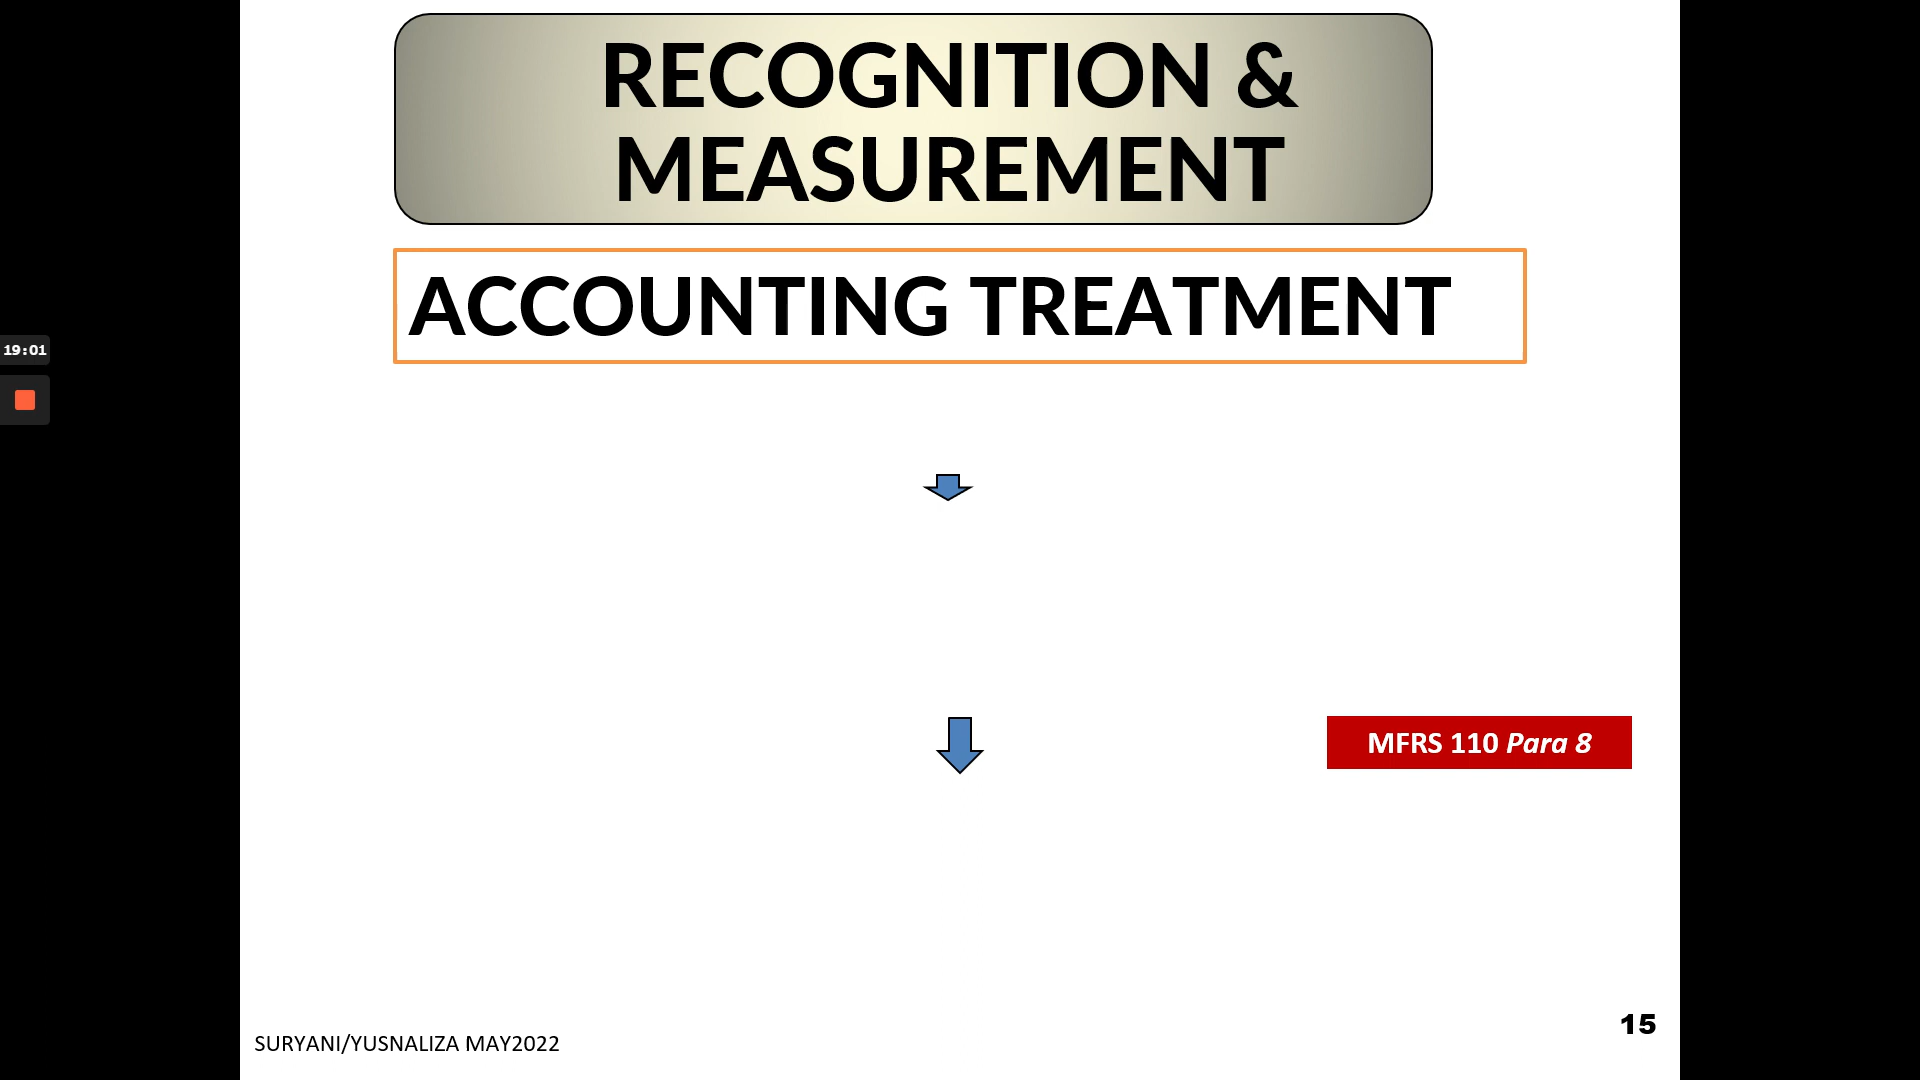 RECOGNITION &
MEASUREMENT
ACCOUNTING TREATMENT
19:01
MFRS 110 Para 8
15
SURYANI/YUSNALIZA MAY2022